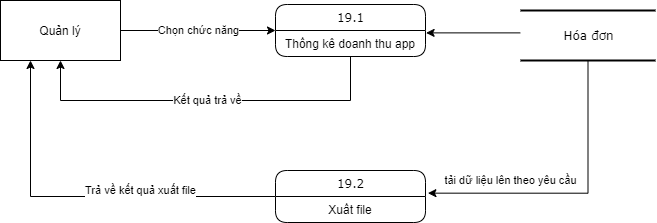 Quản lý
Chọn chức năng
19.1
Thống kê doanh thu app
Hóa đơn
Kết quả trả về
tải dữ liệu lên theo yêu cầu
Trả về kết quả xuất file
19.2
Xuất file